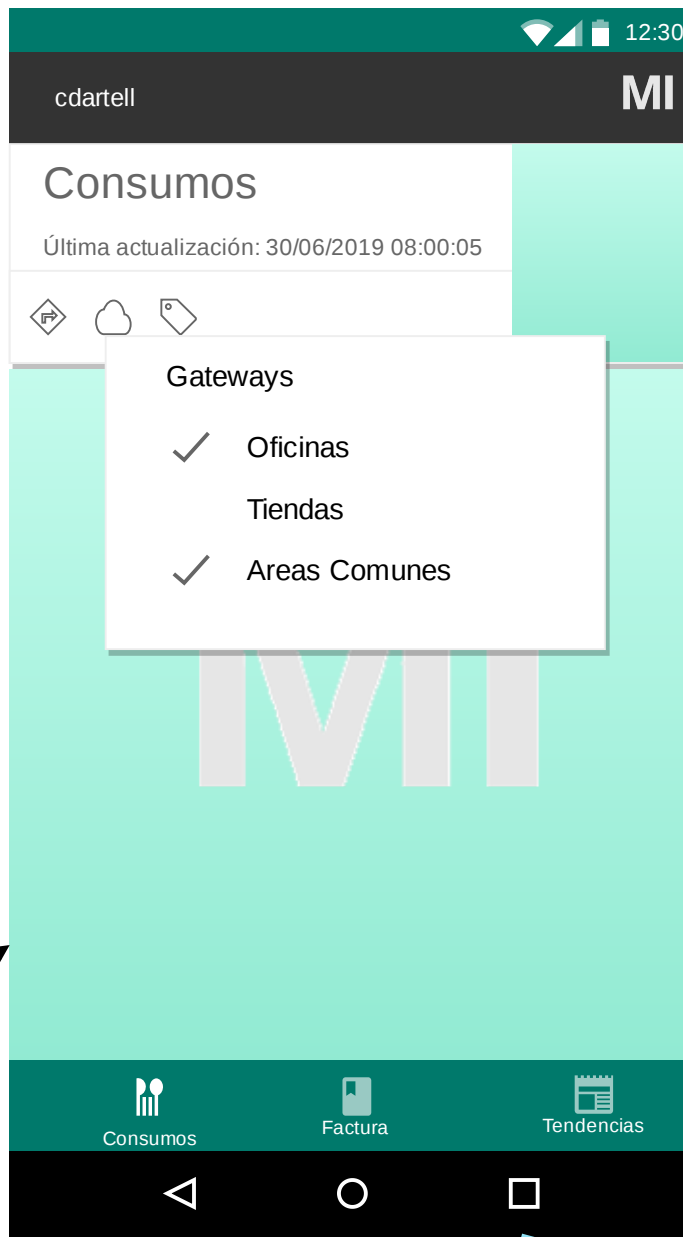 12:30
cdartell
MI
Consumos
Última actualización: 30/06/2019 08:00:05
Gateways
Oficinas
Tiendas
Areas Comunes
MI
Consumos
Factura
Tendencias